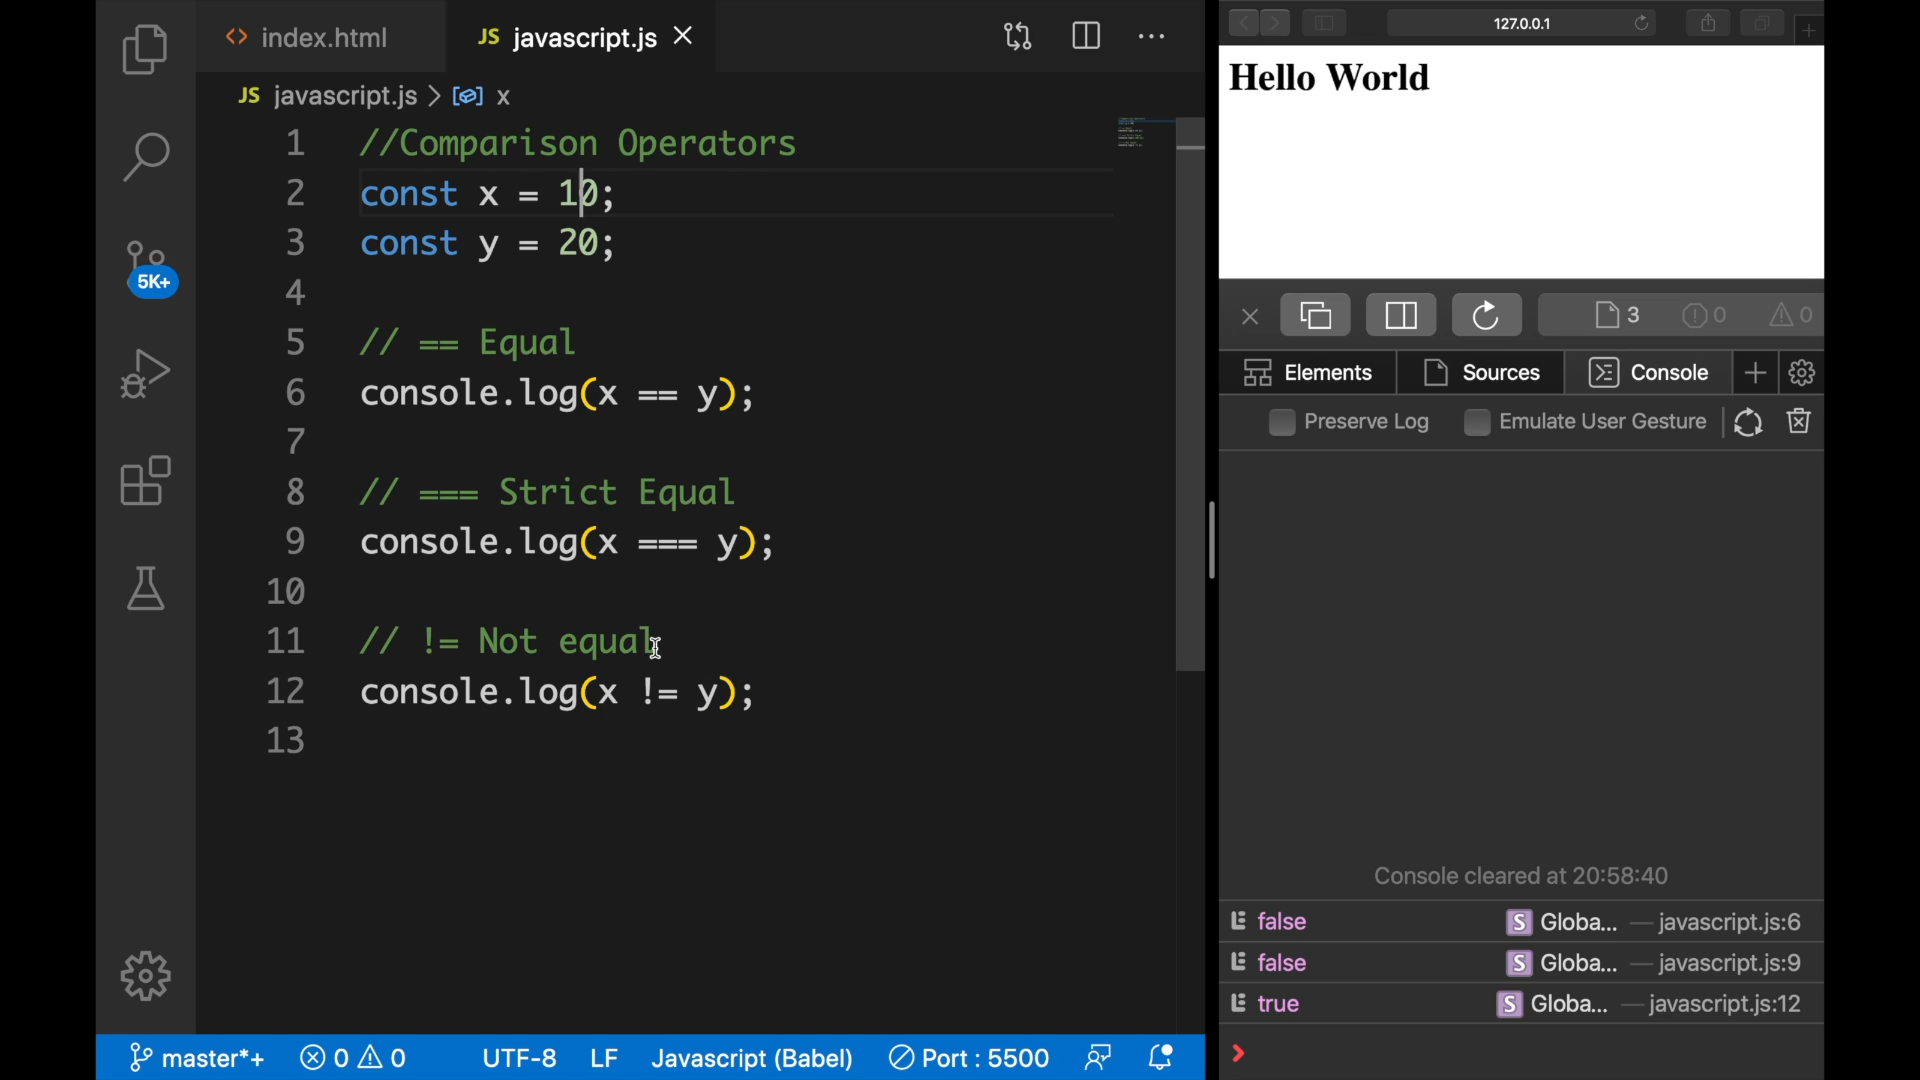 <> index.html
JS javascript.js
JS javascript.js > x
1 //Comparison Operators
2 const x = 10;
3 const y = 20;
4
5 // == Equal
6 console.log(x == y);
7
8 // === Strict Equal
9 console.log(x === y);
10
11 // != Not equal
12 console.log(x != y);
13
5K+
master*+ 0 0 UTF-8 LF Javascript (Babel) Port : 5500
127.0.0.1
Hello World
3 0 0
Elements Sources Console
Preserve Log Emulate User Gesture
Console cleared at 20:58:40
E false S Globa... — javascript.js:6
E false S Globa... — javascript.js:9
E true S Globa... — javascript.js:12